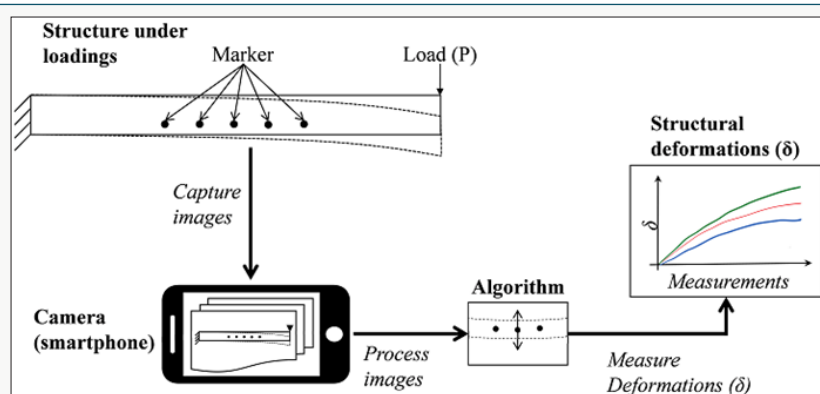 Structure under
loadings
Marker
Load (P)
Capture
images
Structural
deformations (δ)
δ
Measurements
Camera
(smartphone)
Process
images
Algorithm
Measure
Deformations (δ)